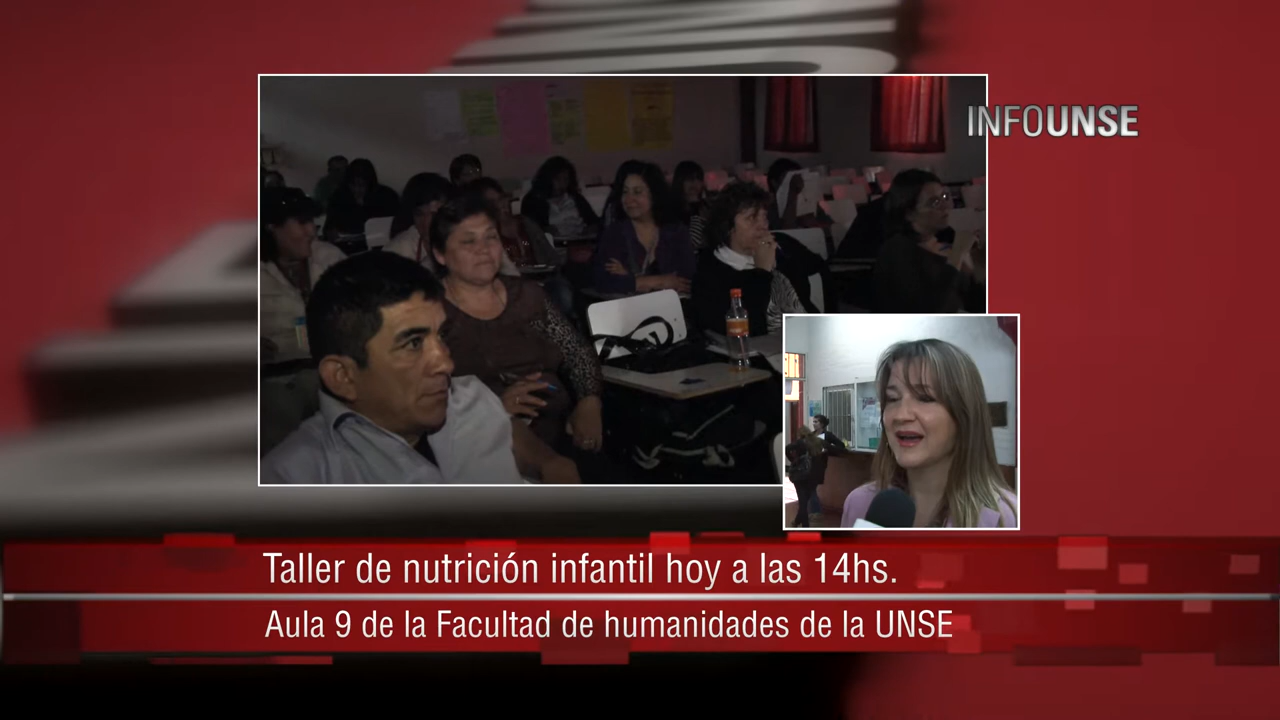 INFOUNSE
Taller de nutrición infantil hoy a las 14hs.
Aula 9 de la Facultad de humanidades de la UNSE